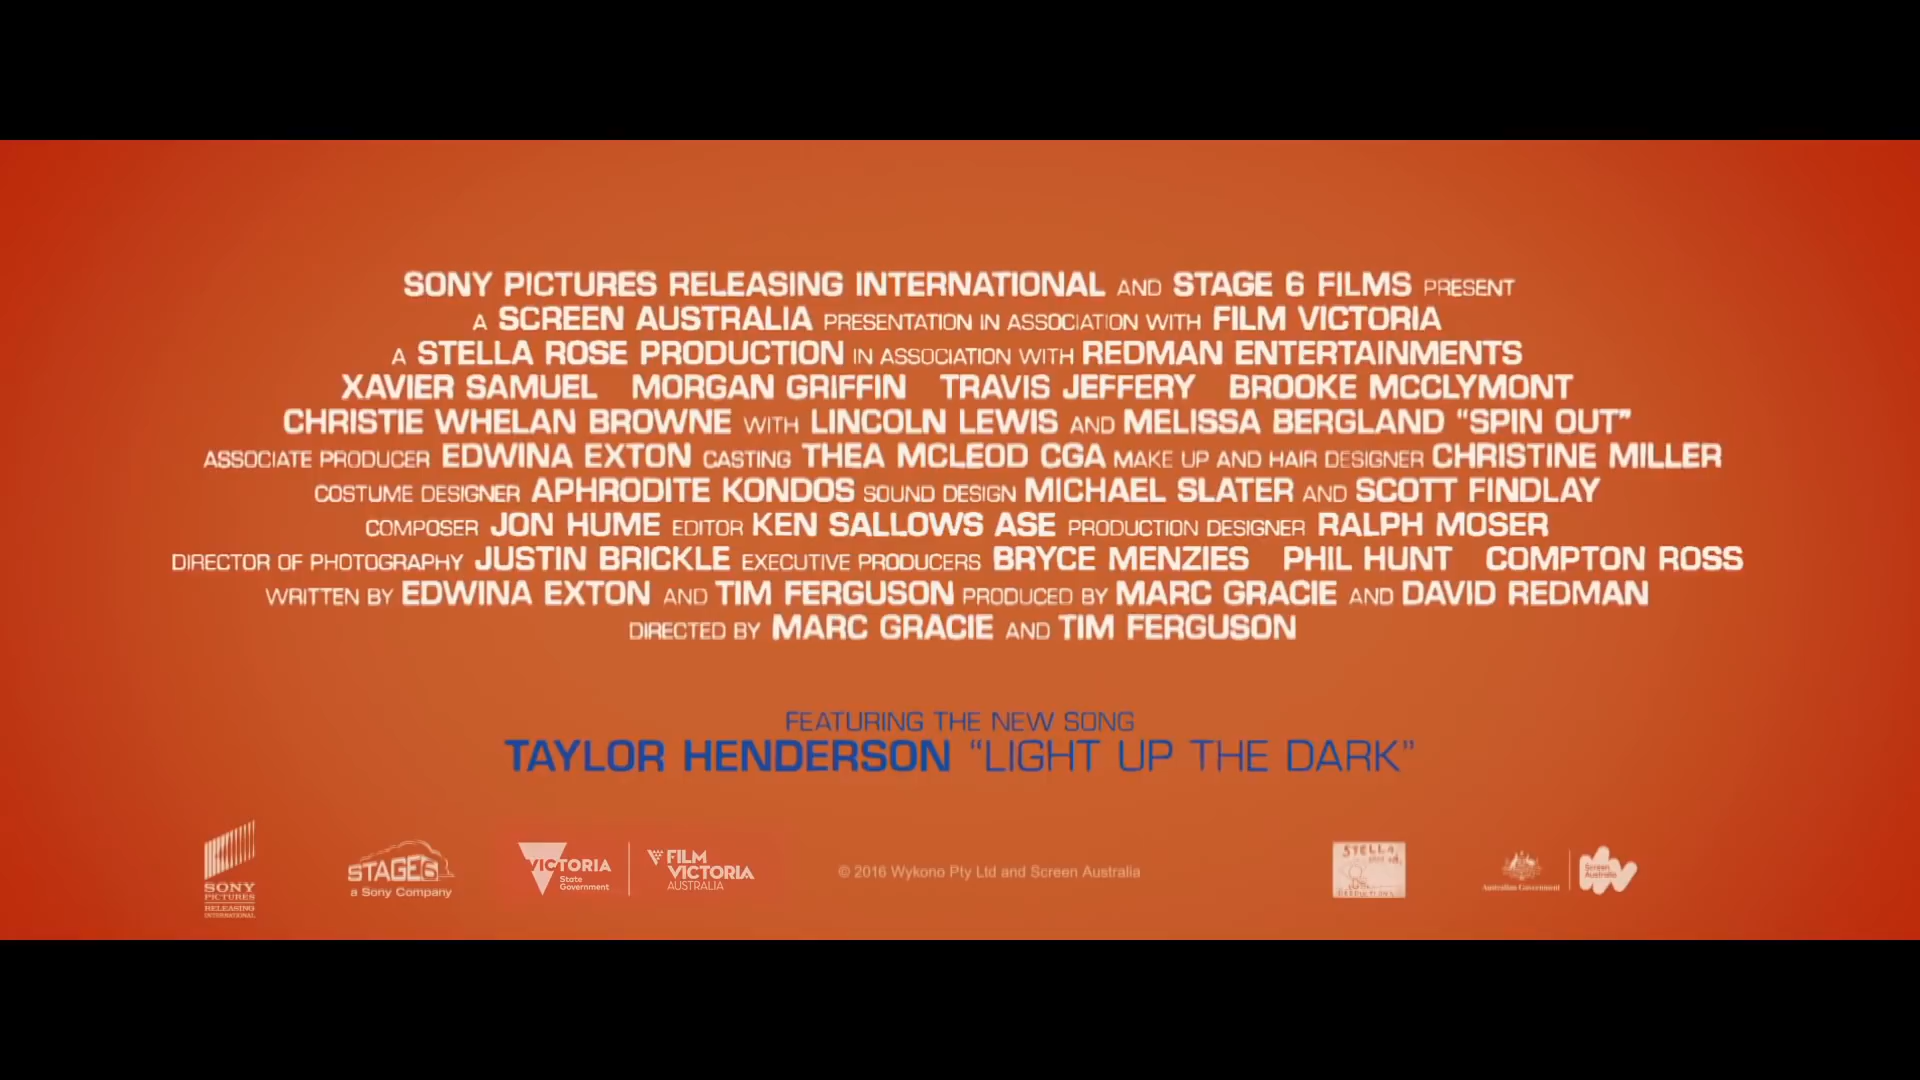 SONY PICTURES RELEASING INTERNATIONAL AND STAGE 6 FILMS PRESENT
A SCREEN AUSTRALIA PRESENTATION IN ASSOCIATION WITH FILM VICTORIA
A STELLA ROSE PRODUCTION IN ASSOCIATION WITH REDMAN ENTERTAINMENTS
XAVIER SAMUEL MORGAN GRIFFIN TRAVIS JEFFERY BROOKE MCCLYMONT
CHRISTIE WHELAN BROWNE WITH LINCOLN LEWIS AND MELISSA BERGLAND "SPIN OUT"
ASSOCIATE PRODUCER EDWINA EXTON CASTING THEA MCLEOD CGA MAKE UP AND HAIR DESIGNER CHRISTINE MILLER
COSTUME DESIGNER APHRODITE KONDOS SOUND DESIGN MICHAEL SLATER AND SCOTT FINDLAY
COMPOSER JON HUME EDITOR KEN SALLOWS ASE PRODUCTION DESIGNER RALPH MOSER
DIRECTOR OF PHOTOGRAPHY JUSTIN BRICKLE EXECUTIVE PRODUCERS BRYCE MENZIES PHIL HUNT COMPTON ROSS
WRITTEN BY EDWINA EXTON AND TIM FERGUSON PRODUCED BY MARC GRACIE AND DAVID REDMAN
DIRECTED BY MARC GRACIE AND TIM FERGUSON
FEATURING THE NEW SONG
TAYLOR HENDERSON "LIGHT UP THE DARK"
SONY
PICTURES
RELEASING
INTERNATIONAL
STAGE 6
a Sony Company
VICTORIA
State
Government
FILM
VICTORIA
AUSTRALIA
© 2016 Wykono Pty Ltd and Screen Australia
STELLA
Australian Government
Screen
Australia